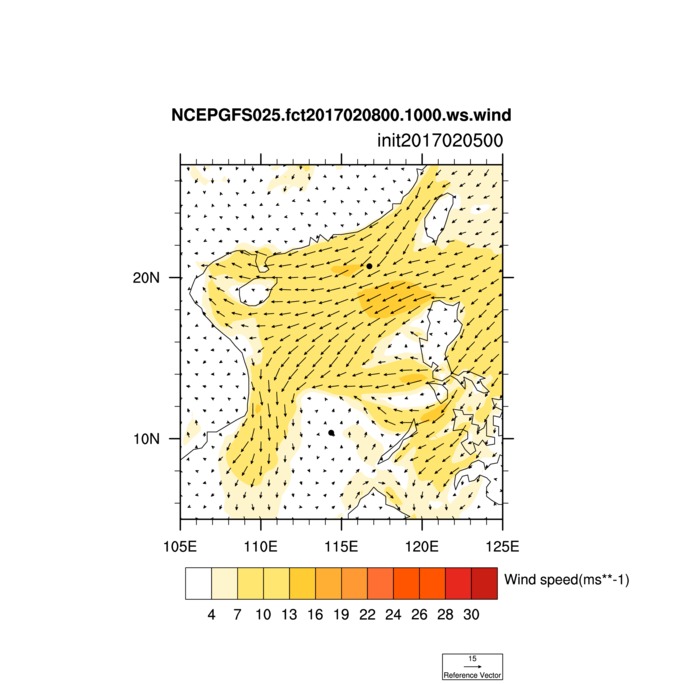 NCEPGFS025.fct2017020800.1000.ws.wind
init2017020500
20N
10N
105E 110E 115E 120E 125E
Wind speed(ms**-1)
4 7 10 13 16 19 22 24 26 28 30
15
Reference Vector